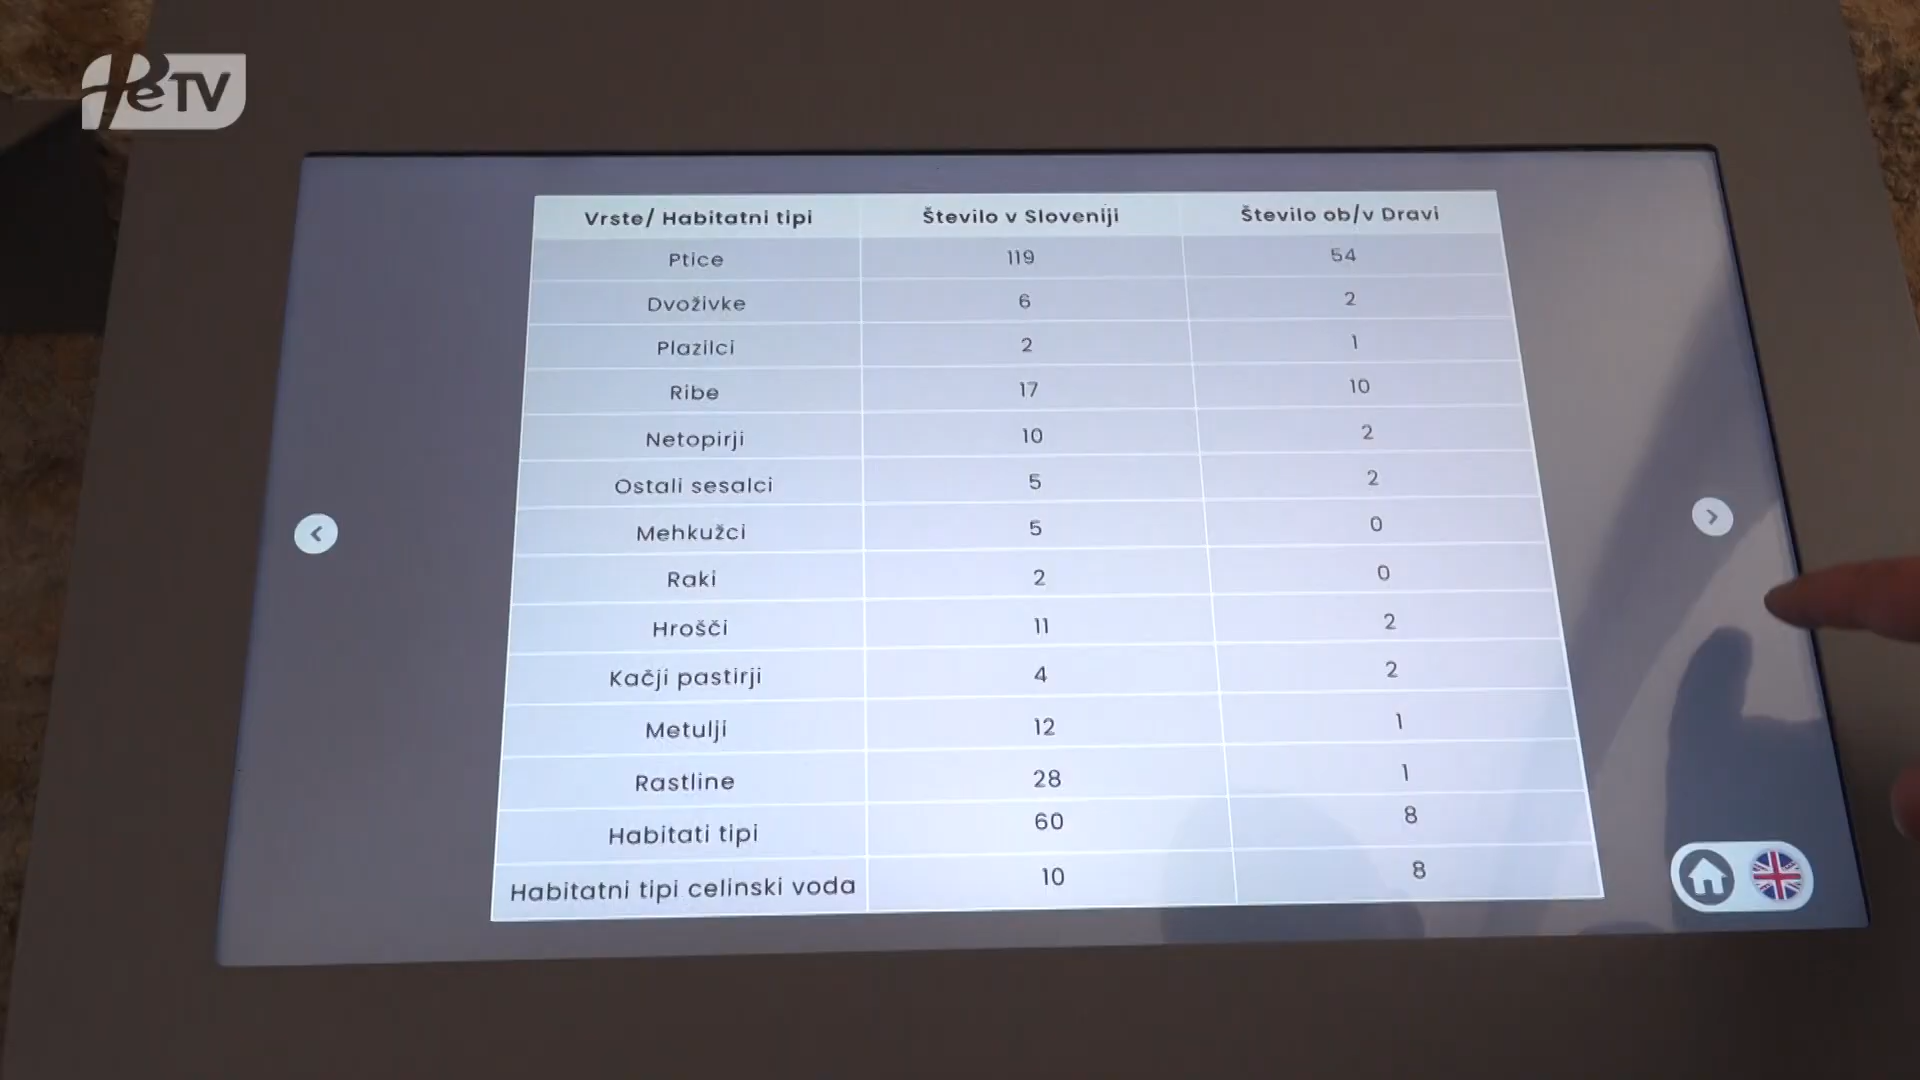 PeTV
Vrste/ Habitatni tipi Število v Sloveniji Število ob/v Dravi
Ptice 119 54
Dvoživke 6 2
Plazilci 2 1
Ribe 17 10
Netopirji 10 2
Ostali sesalci 5 2
Mehkužci 5 0
Raki 2 0
Hrošči 11 2
Kačji pastirji 4 2
Metulji 12 1
Rastline 28 1
Habitati tipi 60 8
Habitatni tipi celinski voda 10 8